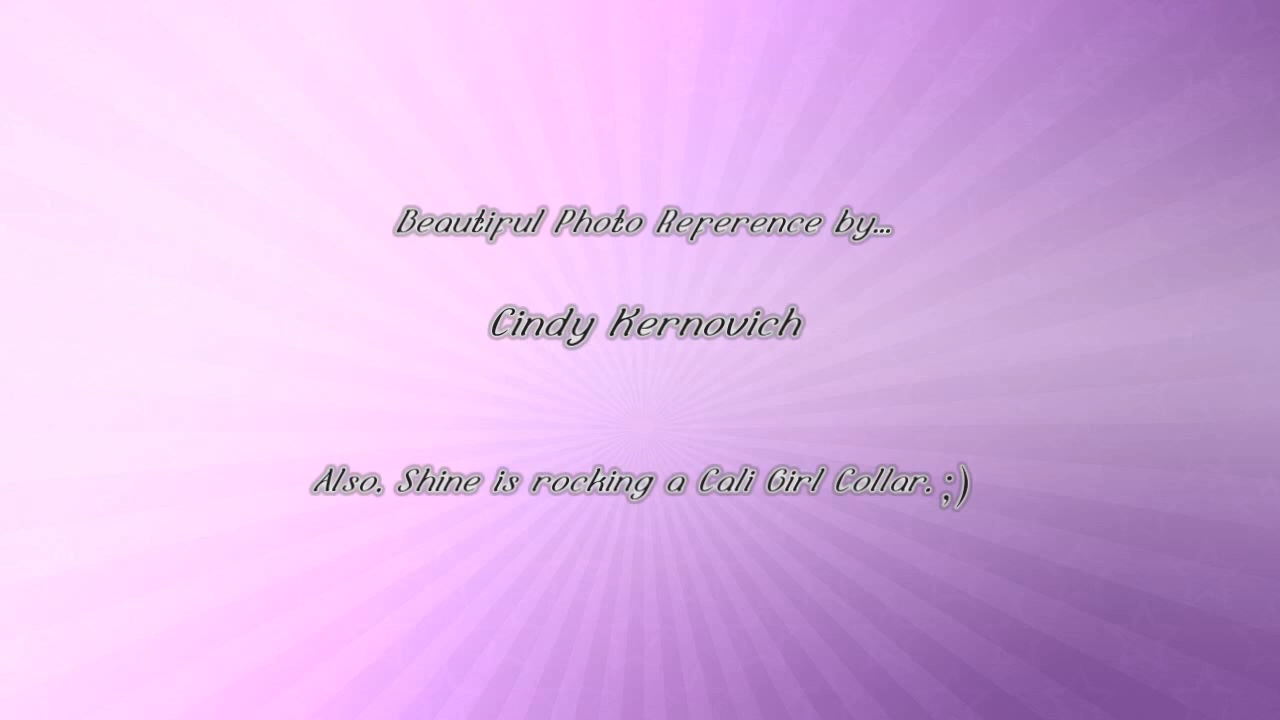 Beautiful Photo Reference by...
Cindy Kernovich
Also, Shine is rocking a Cali Girl Collar. ;)